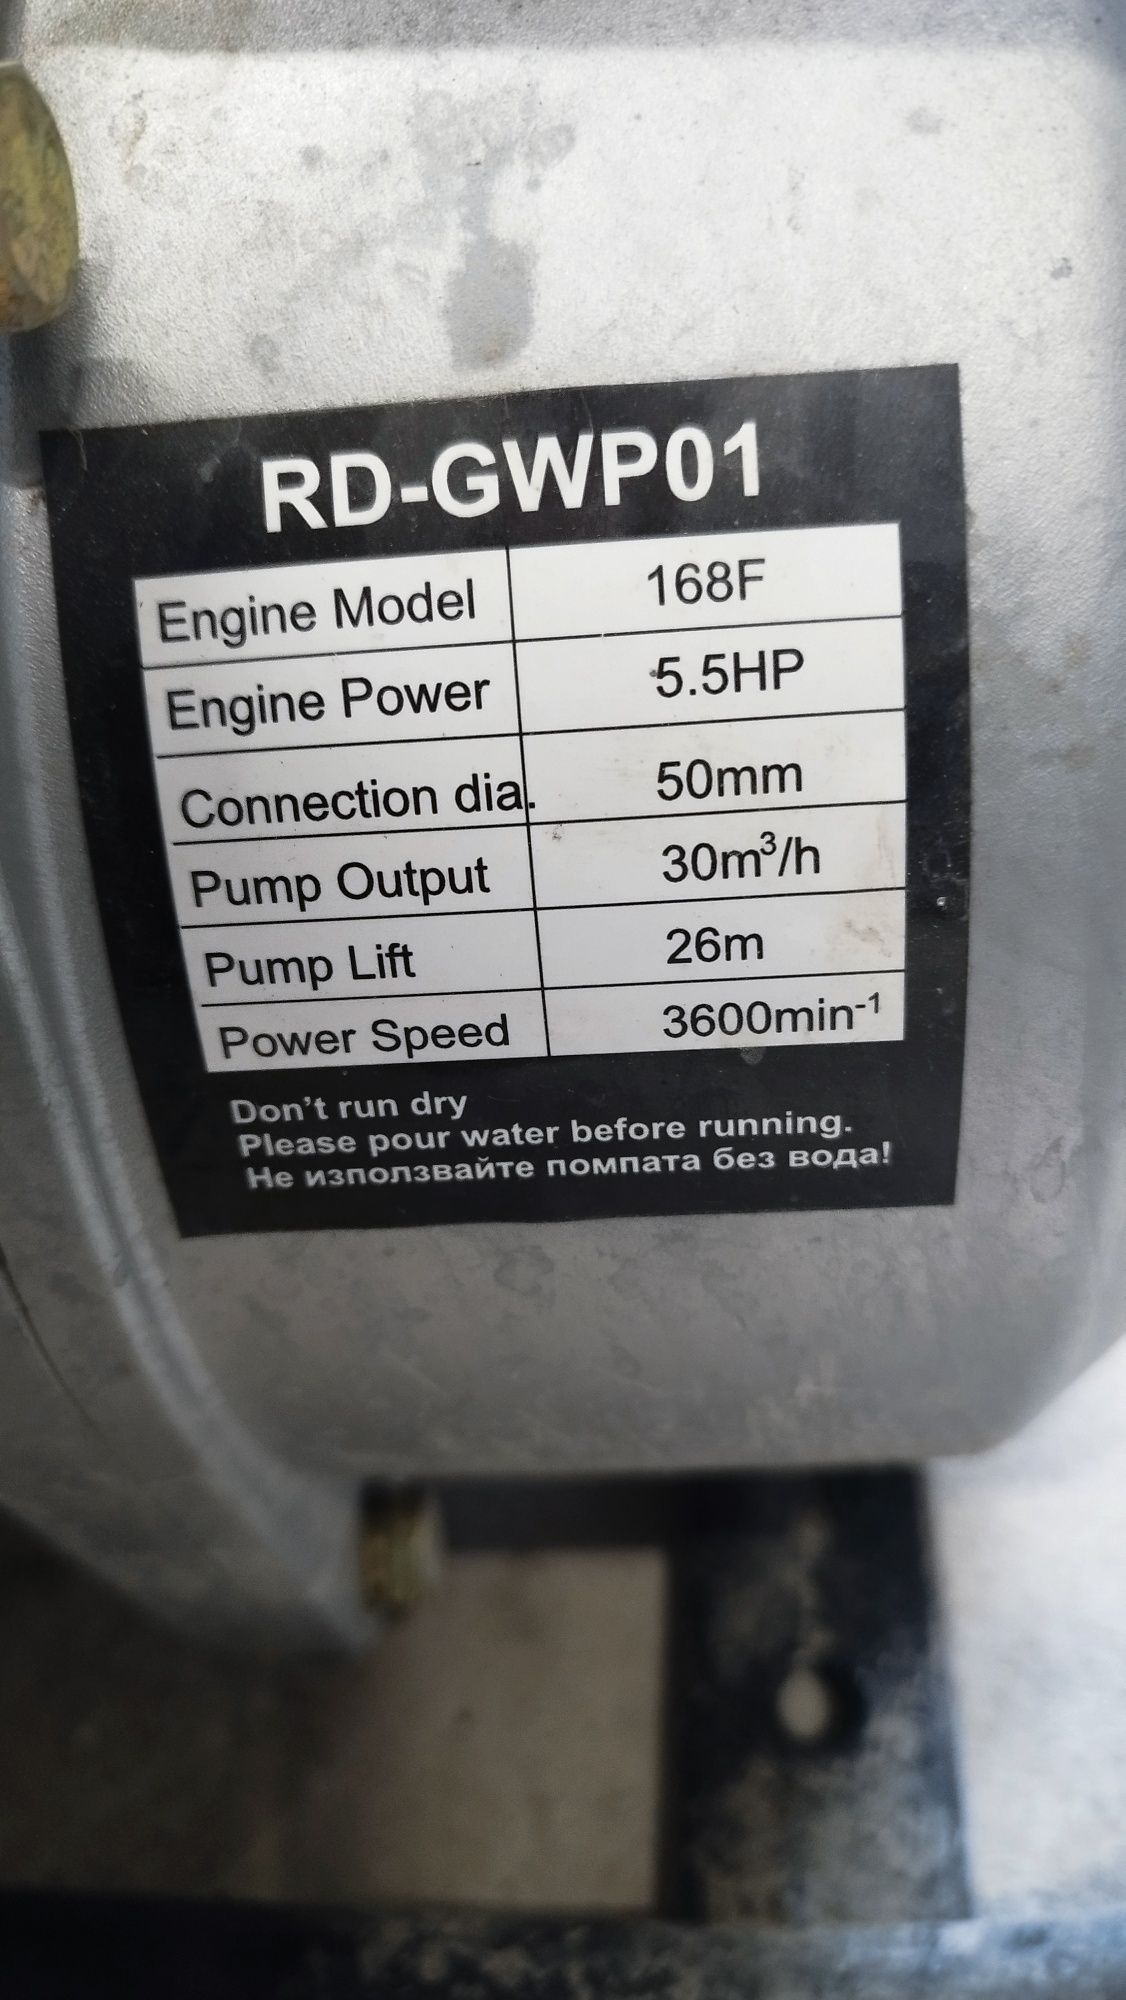 RD-GWP01
Engine Model 168F
Engine Power 5.5HP
Connection dia. 50mm
Pump Output 30m³/h
Pump Lift 26m
Power Speed 3600min⁻¹
Don't run dry
Please pour water before running.
Не използвайте помпата без вода!